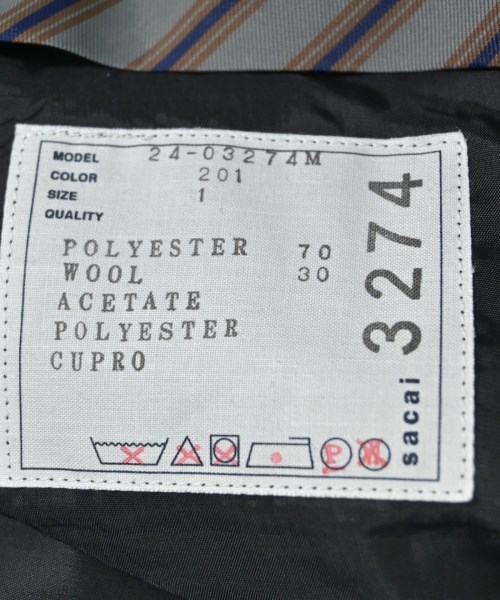 MODEL 24-03274M
COLOR 201
SIZE 1
QUALITY
POLYESTER 70
WOOL 30
ACETATE
POLYESTER
CUPRO
P W
sacai 3274